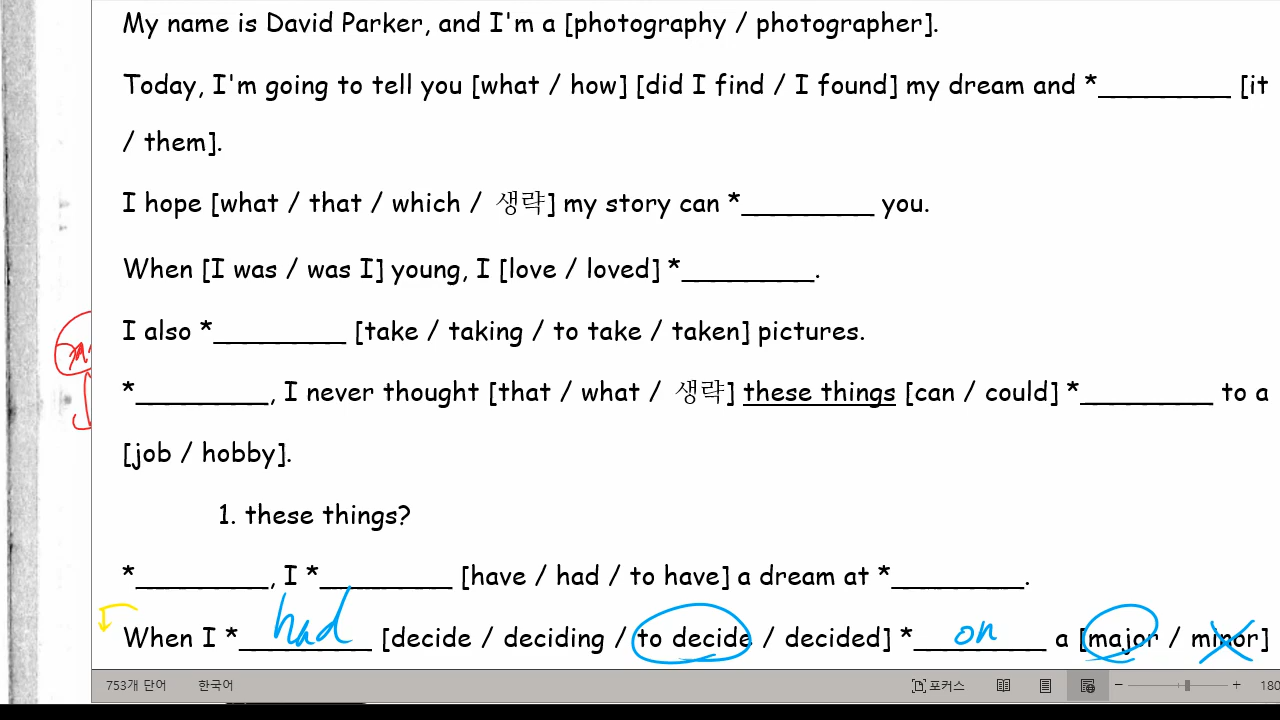 My name is David Parker, and I'm a [photography / photographer].
Today, I'm going to tell you [what / how] [did I find / I found] my dream and *________ [it
/ them].
I hope [what / that / which / 생략] my story can *________ you.
When [I was / was I] young, I [love / loved] *________.
I also *________ [take / taking / to take / taken] pictures.
*________, I never thought [that / what / 생략] these things [can / could] *________ to a
[job / hobby].
1. these things?
*________, I *________ [have / had / to have] a dream at *________.
When I * had [decide / deciding / to decide / decided] * on a [major / minor]
753개 단어 한국어 포커스 180